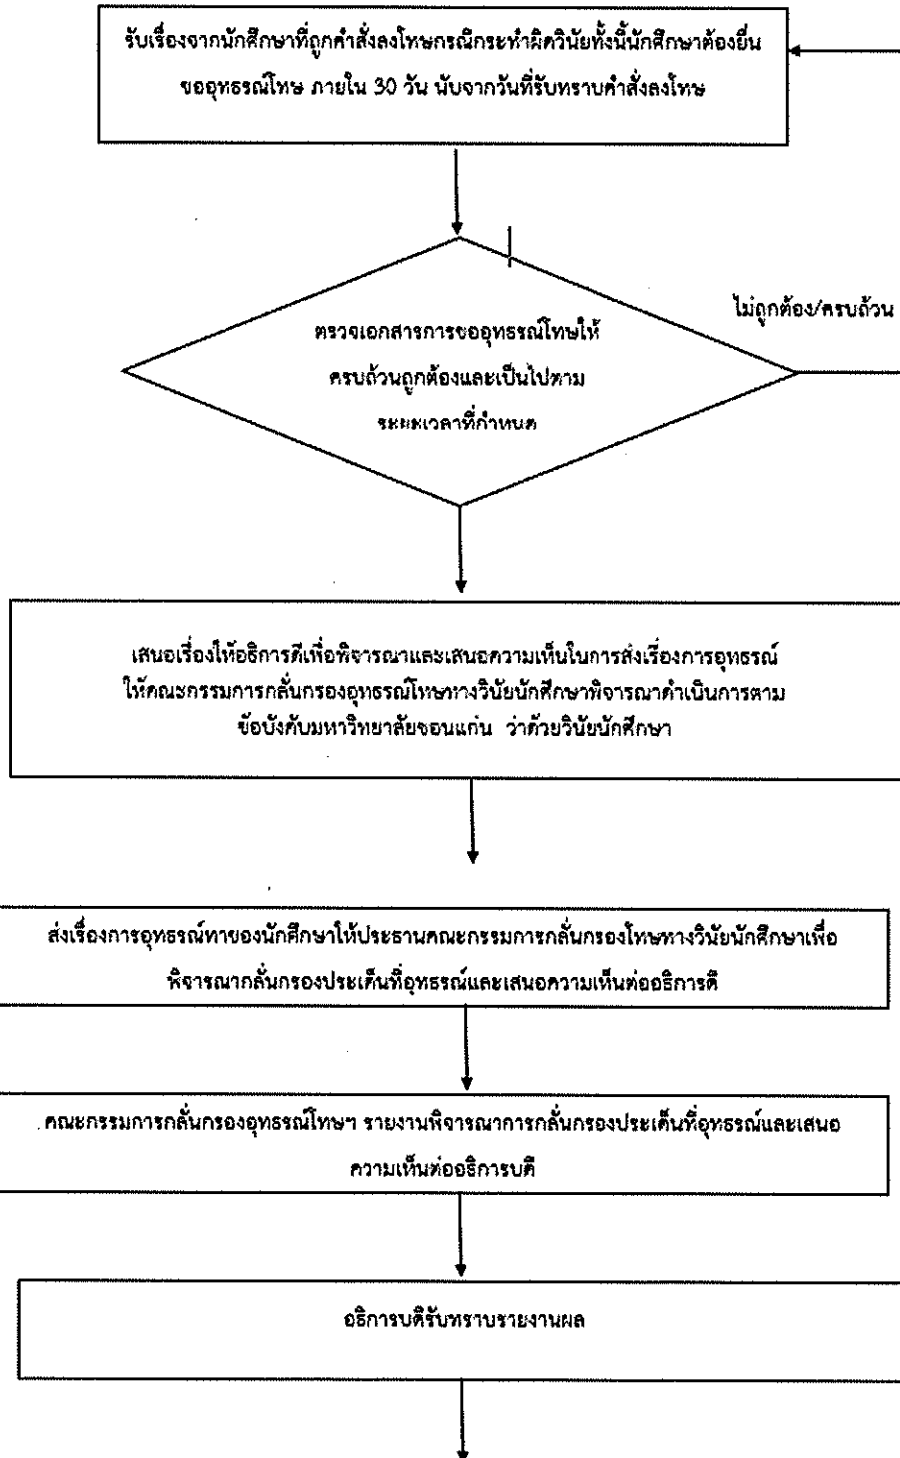 รับเรื่องจากนักศึกษาที่ถูกคำสั่งลงโทษกรณีกระทำผิดวินัยทั้งนี้นักศึกษาต้องยื่น
ขออุทธรณ์โทษ ภายใน 30 วัน นับจากวันที่รับทราบคำสั่งลงโทษ
ไม่ถูกต้อง/ครบถ้วน
ตรวจเอกสารการขออุทธรณ์โทษให้
ครบถ้วนถูกต้องและเป็นไปตาม
ระยะเวลาที่กำหนด
เสนอเรื่องให้อธิการดีเพื่อพิจารณาและเสนอความเห็นในการส่งเรื่องการอุทธรณ์
ให้คณะกรรมการกลั่นกรองอุทธรณ์โทษทางวินัยนักศึกษาพิจารณาดำเนินการตาม
ข้อบังคับมหาวิทยาลัยขอนแก่น ว่าด้วยวินัยนักศึกษา
ส่งเรื่องการอุทธรณ์ทาของนักศึกษาให้ประธานคณะกรรมการกลั่นกรองโทษทางวินัยนักศึกษาเพื่อ
พิจารณากลั่นกรองประเด็นที่อุทธรณ์และเสนอความเห็นต่ออธิการดี
คณะกรรมการกลั่นกรองอุทธรณ์โทษฯ รายงานพิจารณาการกลั่นกรองประเด็นที่อุทธรณ์และเสนอ
ความเห็นต่ออธิการบดี
อธิการบดีรับทราบรายงานผล